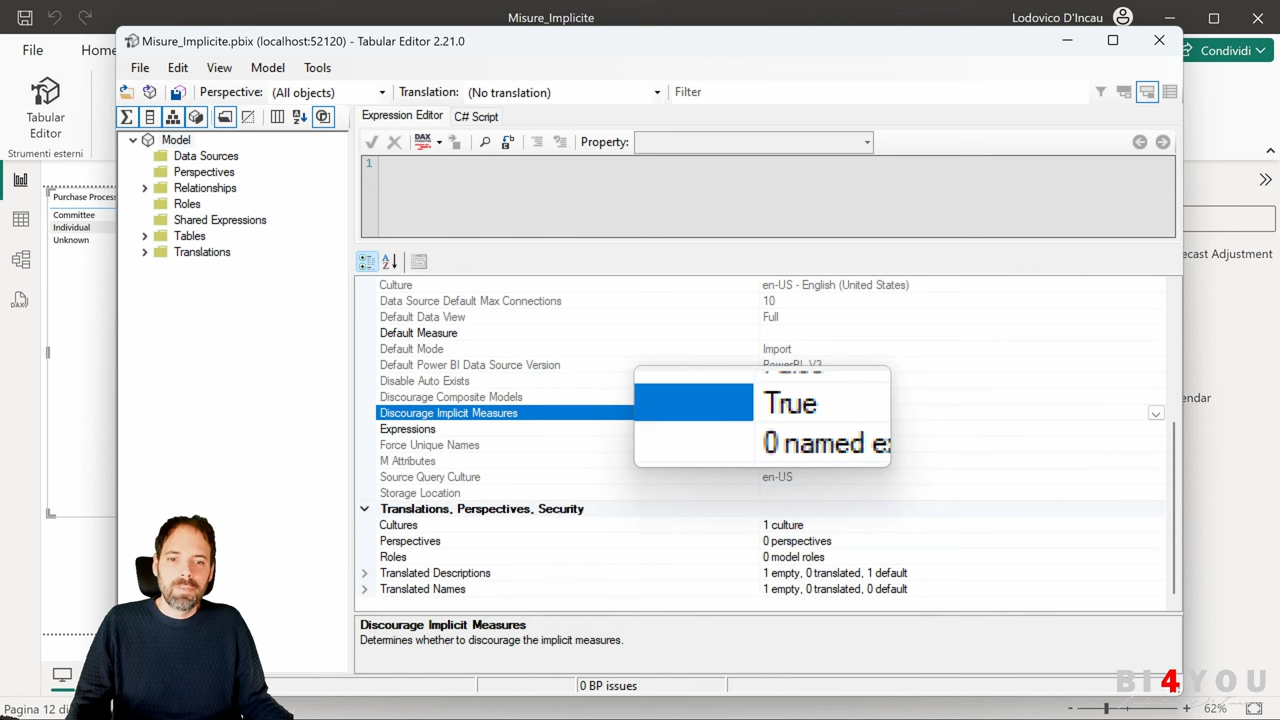 Misure_Implicite
Lodovico D'Incau
File
Home
Condividi
Tabular
Editor
Strumenti esterni
Misure_Implicite.pbix (localhost:52120) - Tabular Editor 2.21.0
File Edit View Model Tools
Perspective: (All objects) Translation: (No translation) Filter
Model
Data Sources
Perspectives
Relationships
Roles
Shared Expressions
Tables
Translations
Expression Editor C# Script
DAX
Property:
1
Purchase Process
Committee
Individual
Unknown
DAX
Culture en-US - English (United States)
Data Source Default Max Connections 10
Default Data View Full
Default Measure
Default Mode Import
Default Power BI Data Source Version PowerBI_V3
Disable Auto Exists
Discourage Composite Models
Discourage Implicit Measures True
Expressions 0 named
Force Unique Names
M Attributes
Source Query Culture en-US
Storage Location
Translations, Perspectives, Security
Cultures 1 culture
Perspectives 0 perspectives
Roles 0 model roles
Translated Descriptions 1 empty, 0 translated, 1 default
Translated Names 1 empty, 0 translated, 0 default
Discourage Implicit Measures
Determines whether to discourage the implicit measures.
0 BP issues
ecast Adjustment
endar
BI4YOU
Pagina 12 di
62%